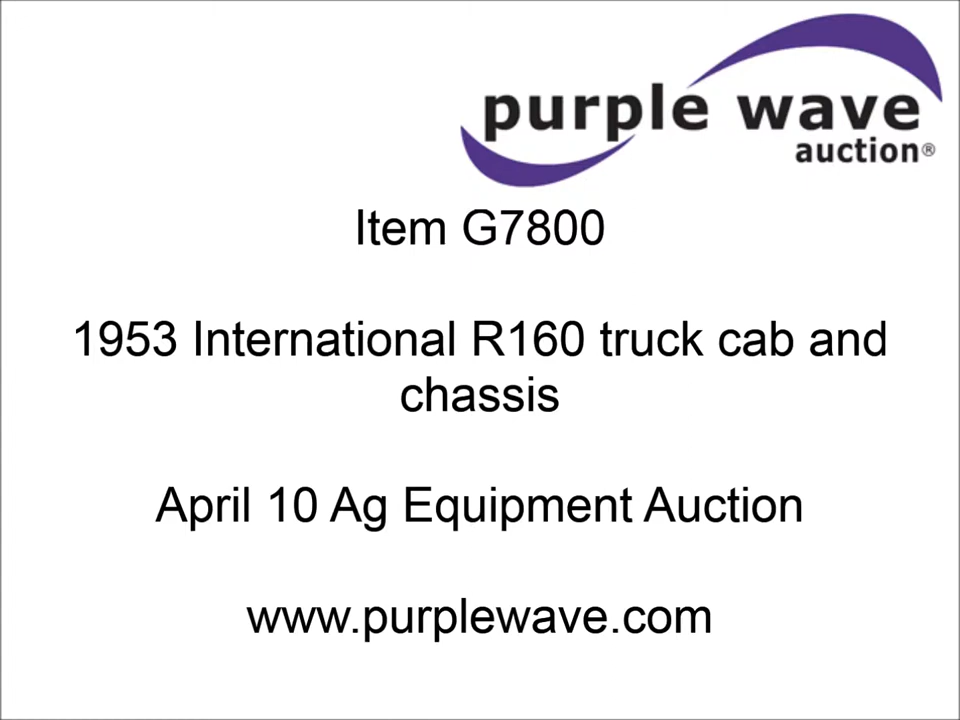 purple wave
auction®
Item G7800
1953 International R160 truck cab and
chassis
April 10 Ag Equipment Auction
www.purplewave.com